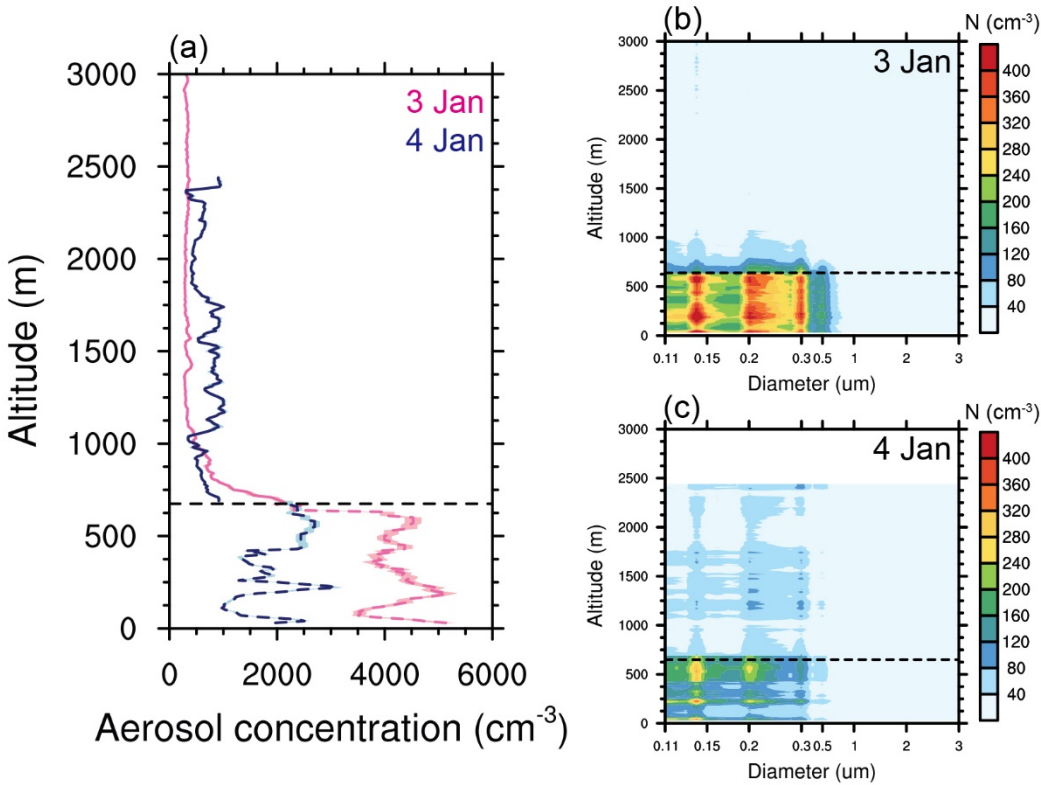 (a)
3 Jan
4 Jan
3000
2500
2000
1500
1000
500
0
Altitude (m)
0 2000 4000 6000
Aerosol concentration (cm-3)
(b)
N (cm-3)
3 Jan
3000
2500
2000
1500
1000
500
0
Altitude (m)
0.11 0.15 0.2 0.3 0.5 1 2 3
Diameter (um)
400
360
320
280
240
200
160
120
80
40
(c)
N (cm-3)
4 Jan
3000
2500
2000
1500
1000
500
0
Altitude (m)
0.11 0.15 0.2 0.3 0.5 1 2 3
Diameter (um)
400
360
320
280
240
200
160
120
80
40